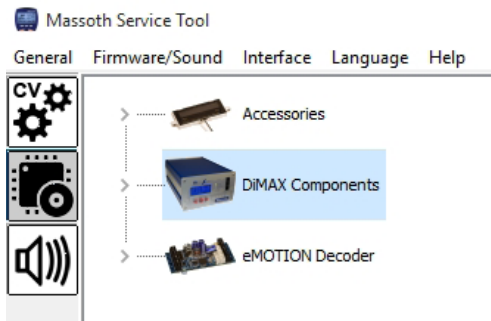 Massoth Service Tool
General Firmware/Sound Interface Language Help
CV
Accessories
DiMAX Components
eMOTION Decoder